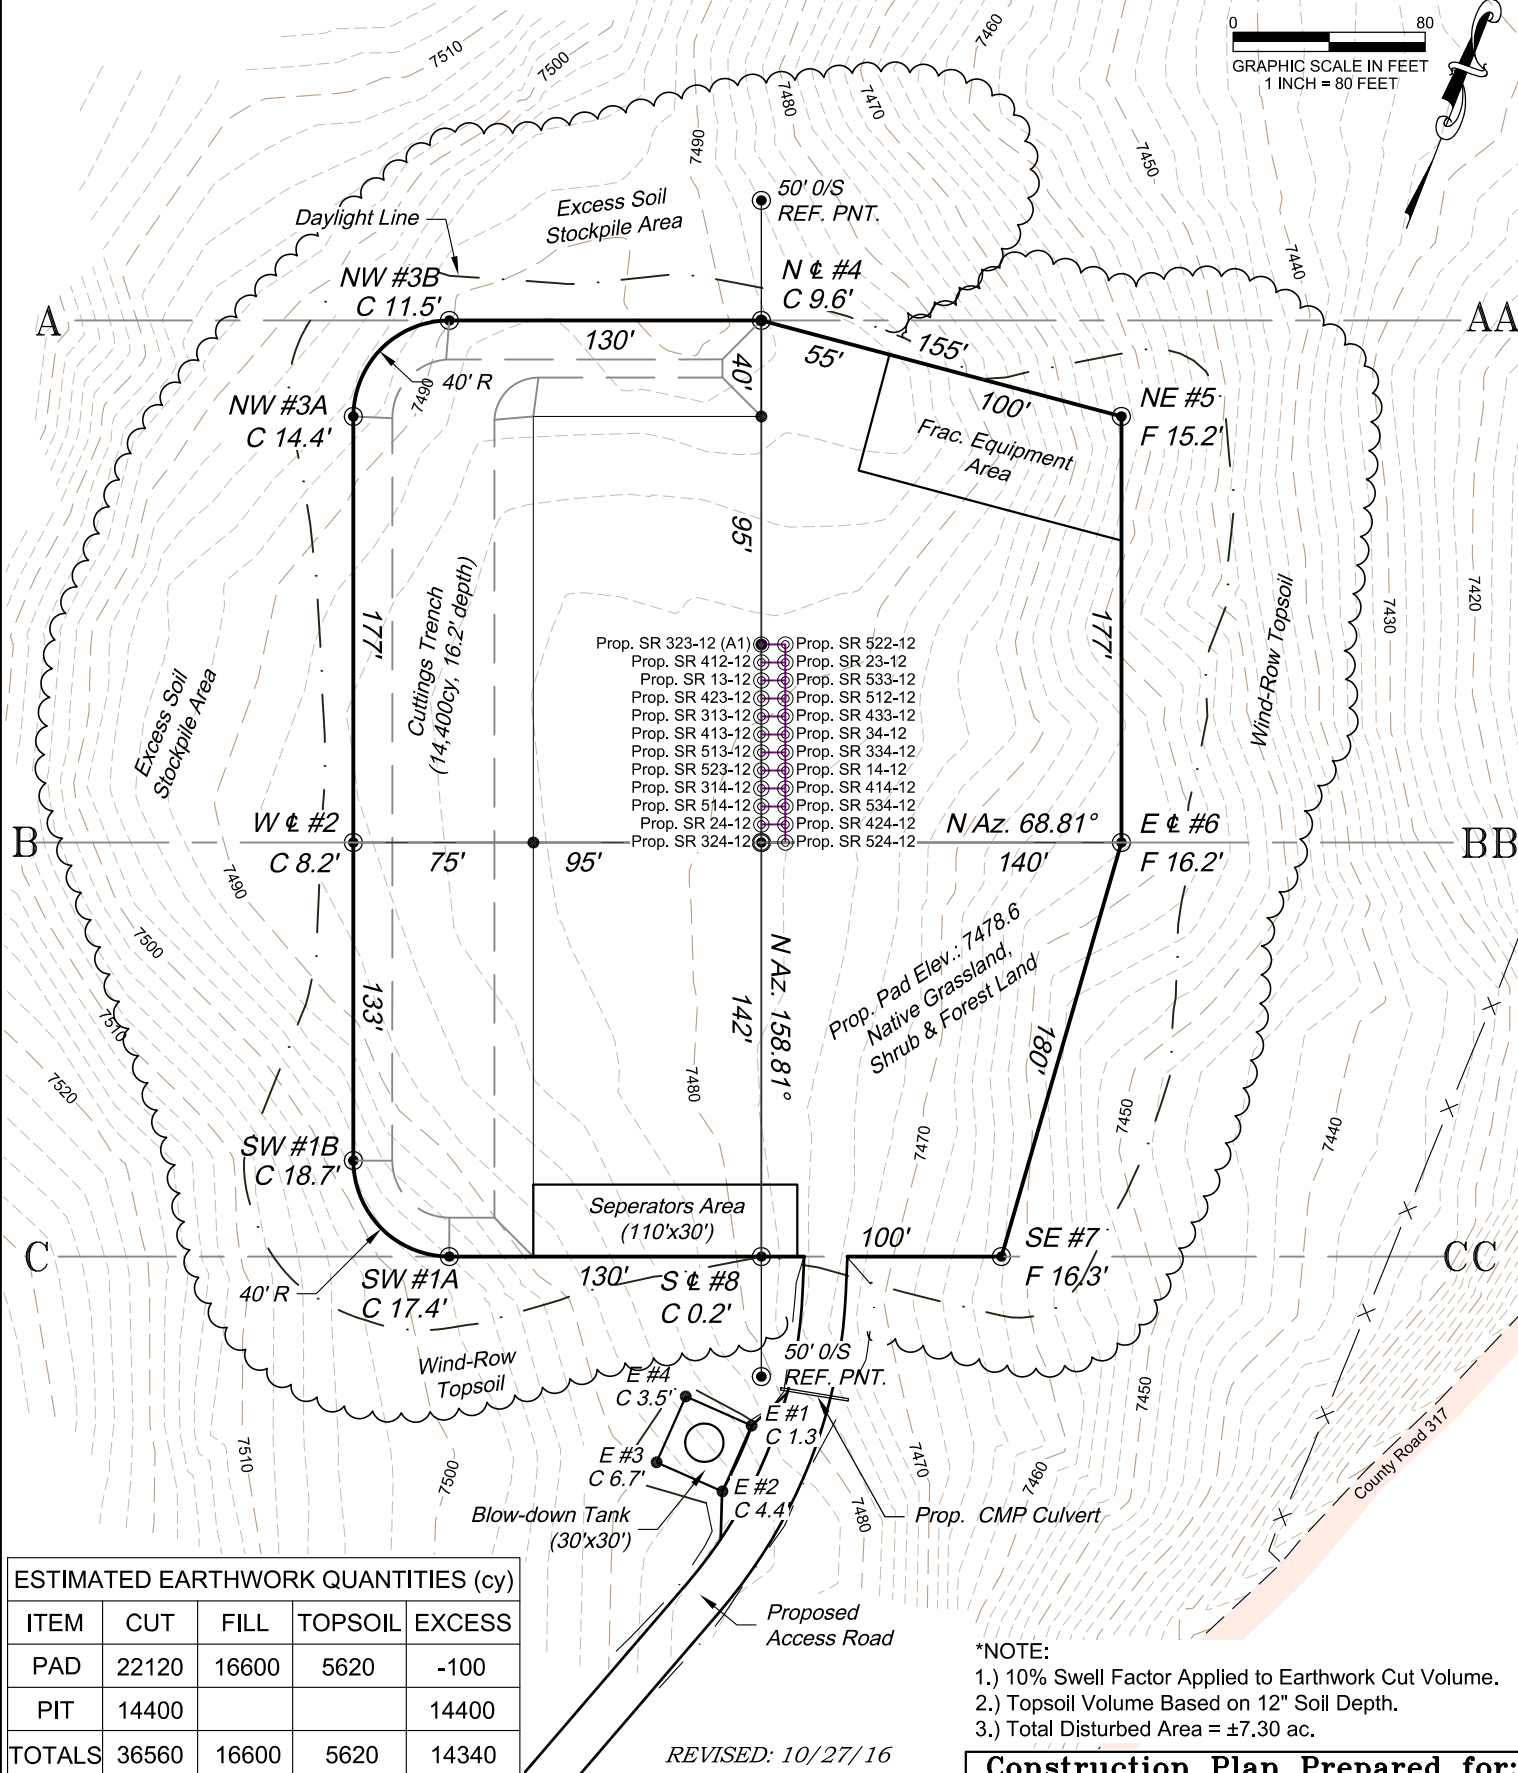 0 80
GRAPHIC SCALE IN FEET
1 INCH = 80 FEET
7510
7500
7460
7480
7470
7490
7450
7440
50' 0/S
REF. PNT.
Excess Soil
Stockpile Area
Daylight Line
NW #3B
C 11.5'
N ℄ #4
C 9.6'
A
AA
130'
55'
155'
40'
40' R
7490
NW #3A
C 14.4'
100'
NE #5
F 15.2'
Frac. Equipment
Area
95'
177'
Cuttings Trench
(14,400cy, 16.2' depth)
177'
Wind-Row Topsoil
7420
7430
Excess Soil
Stockpile Area
Prop. SR 323-12 (A1)
Prop. SR 412-12
Prop. SR 13-12
Prop. SR 423-12
Prop. SR 313-12
Prop. SR 413-12
Prop. SR 513-12
Prop. SR 523-12
Prop. SR 314-12
Prop. SR 514-12
Prop. SR 24-12
Prop. SR 324-12
Prop. SR 522-12
Prop. SR 23-12
Prop. SR 533-12
Prop. SR 512-12
Prop. SR 433-12
Prop. SR 34-12
Prop. SR 334-12
Prop. SR 14-12
Prop. SR 414-12
Prop. SR 534-12
Prop. SR 424-12
Prop. SR 524-12
B
BB
W ℄ #2
C 8.2'
75'
95'
N Az. 68.81°
140'
E ℄ #6
F 16.2'
7490
7500
7510
7520
133'
142'
N Az. 158.81°
Prop. Pad Elev.: 7478.6
Native Grassland,
Shrub & Forest Land
180'
7480
7470
7450
7440
SW #1B
C 18.7'
Seperators Area
(110'x30')
C
CC
40' R
SW #1A
C 17.4'
130'
S ℄ #8
C 0.2'
100'
SE #7
F 16.3'
50' 0/S
REF. PNT.
Wind-Row
Topsoil
E #4
C 3.5'
E #1
C 1.3
E #3
C 6.7'
E #2
C 4.4'
Blow-down Tank
(30'x30')
7510
7500
7480
7470
7460
7450
Prop. CMP Culvert
County Road 317
Proposed
Access Road
ESTIMATED EARTHWORK QUANTITIES (cy)
ITEM CUT FILL TOPSOIL EXCESS
PAD 22120 16600 5620 -100
PIT 14400 14400
TOTALS 36560 16600 5620 14340
REVISED: 10/27/16
*NOTE:
1.) 10% Swell Factor Applied to Earthwork Cut Volume.
2.) Topsoil Volume Based on 12" Soil Depth.
3.) Total Disturbed Area = ±7.30 ac.
Construction Plan Prepared for: